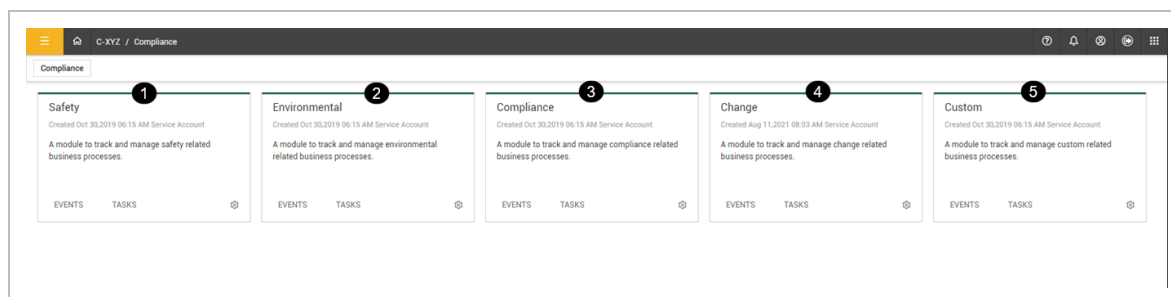 C-XYZ / Compliance
Compliance
1
Safety
Created Oct 30,2019 06:15 AM Service Account
A module to track and manage safety related
business processes.
EVENTS TASKS
2
Environmental
Created Oct 30,2019 06:15 AM Service Account
A module to track and manage environmental
related business processes.
EVENTS TASKS
3
Compliance
Created Oct 30,2019 06:15 AM Service Account
A module to track and manage compliance related
business processes.
EVENTS TASKS
4
Change
Created Aug 11,2021 08:03 AM Service Account
A module to track and manage change related
business processes.
EVENTS TASKS
5
Custom
Created Oct 30,2019 06:15 AM Service Account
A module to track and manage custom related
business processes.
EVENTS TASKS